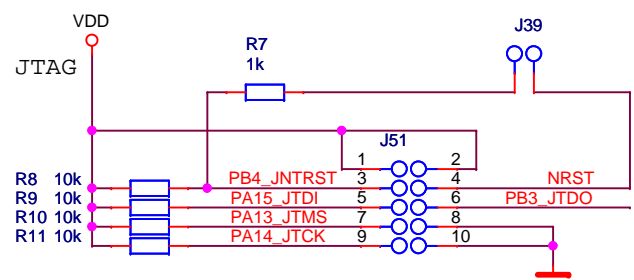 VDD
J39
R7
1k
JTAG
J51
1 2
R8 10k PB4_JNTRST 3 4 NRST
R9 10k PA15_JTDI 5 6 PB3_JTDO
R10 10k PA13_JTMS 7 8
R11 10k PA14_JTCK 9 10